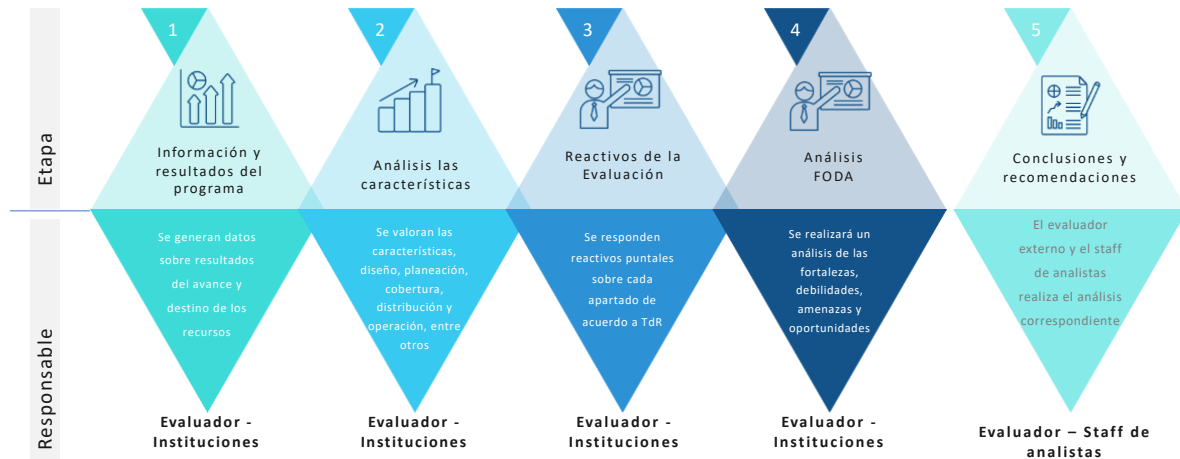 Etapa
1
Información y
resultados del
programa
2
Análisis las
características
3
Reactivos de la
Evaluación
4
Análisis
FODA
5
Conclusiones y
recomendaciones
Responsable
Se generan datos
sobre resultados
del avance y
destino de los
recursos
Se valoran las
características,
diseño, planeación,
cobertura,
distribución y
operación, entre
otros
Se responden
reactivos puntales
sobre cada
apartado de
acuerdo a TdR
Se realizará un
análisis de las
fortalezas,
debilidades,
amenazas y
oportunidades
El evaluador
externo y el staff
de analistas
realiza el análisis
correspondiente
Evaluador -
Instituciones
Evaluador -
Instituciones
Evaluador -
Instituciones
Evaluador -
Instituciones
Evaluador – Staff de
analistas